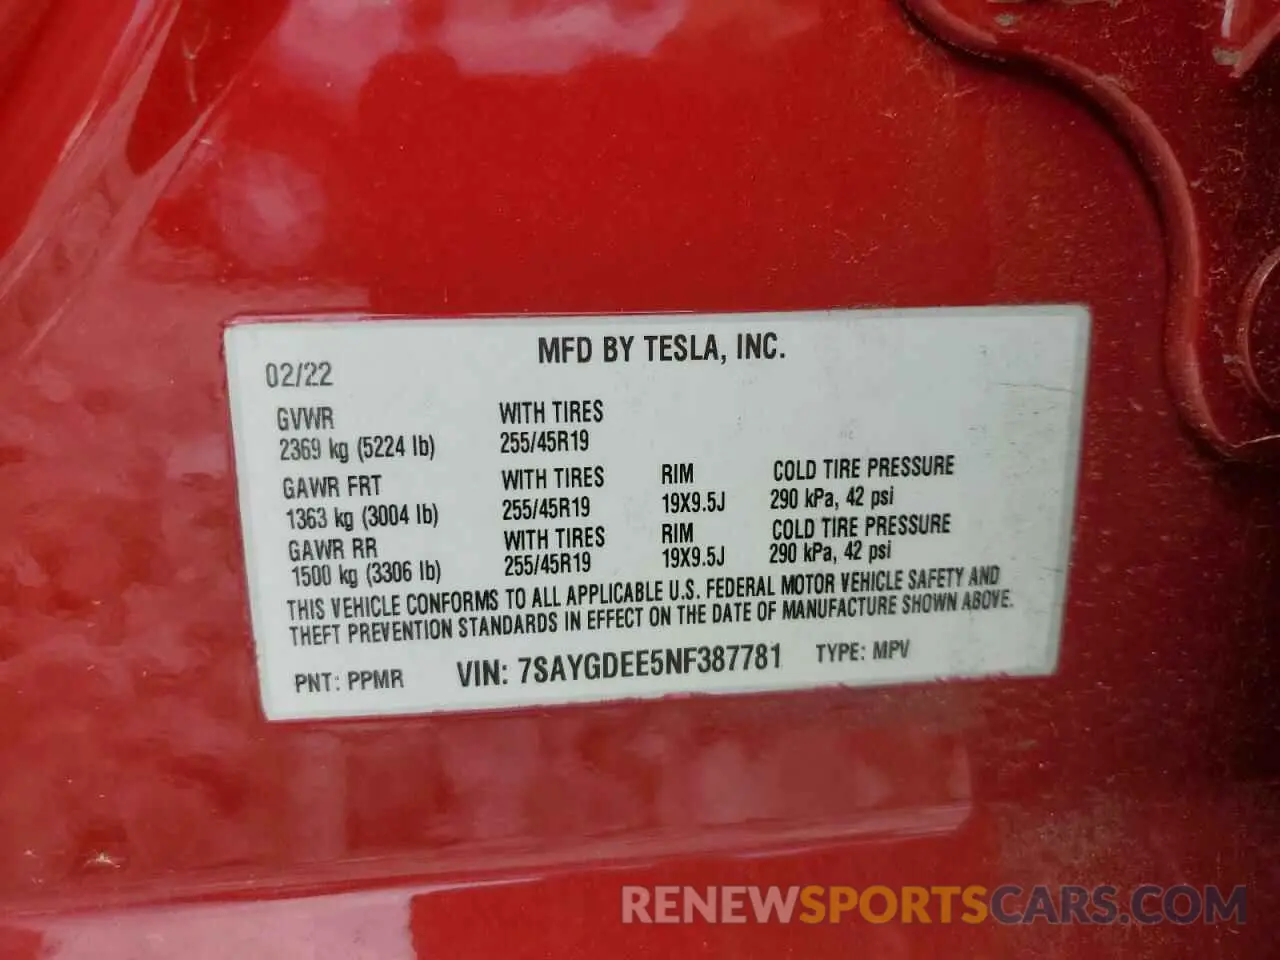 MFD BY TESLA, INC.
02/22
GVWR WITH TIRES
2369 kg (5224 lb) 255/45R19
GAWR FRT WITH TIRES RIM COLD TIRE PRESSURE
1363 kg (3004 lb) 255/45R19 19X9.5J 290 kPa, 42 psi
GAWR RR WITH TIRES RIM COLD TIRE PRESSURE
1500 kg (3306 lb) 255/45R19 19X9.5J 290 kPa, 42 psi
THIS VEHICLE CONFORMS TO ALL APPLICABLE U.S. FEDERAL MOTOR VEHICLE SAFETY AND
THEFT PREVENTION STANDARDS IN EFFECT ON THE DATE OF MANUFACTURE SHOWN ABOVE.
PNT: PPMR VIN: 7SAYGDEE5NF387781 TYPE: MPV
RENEWSPORTSCARS.COM